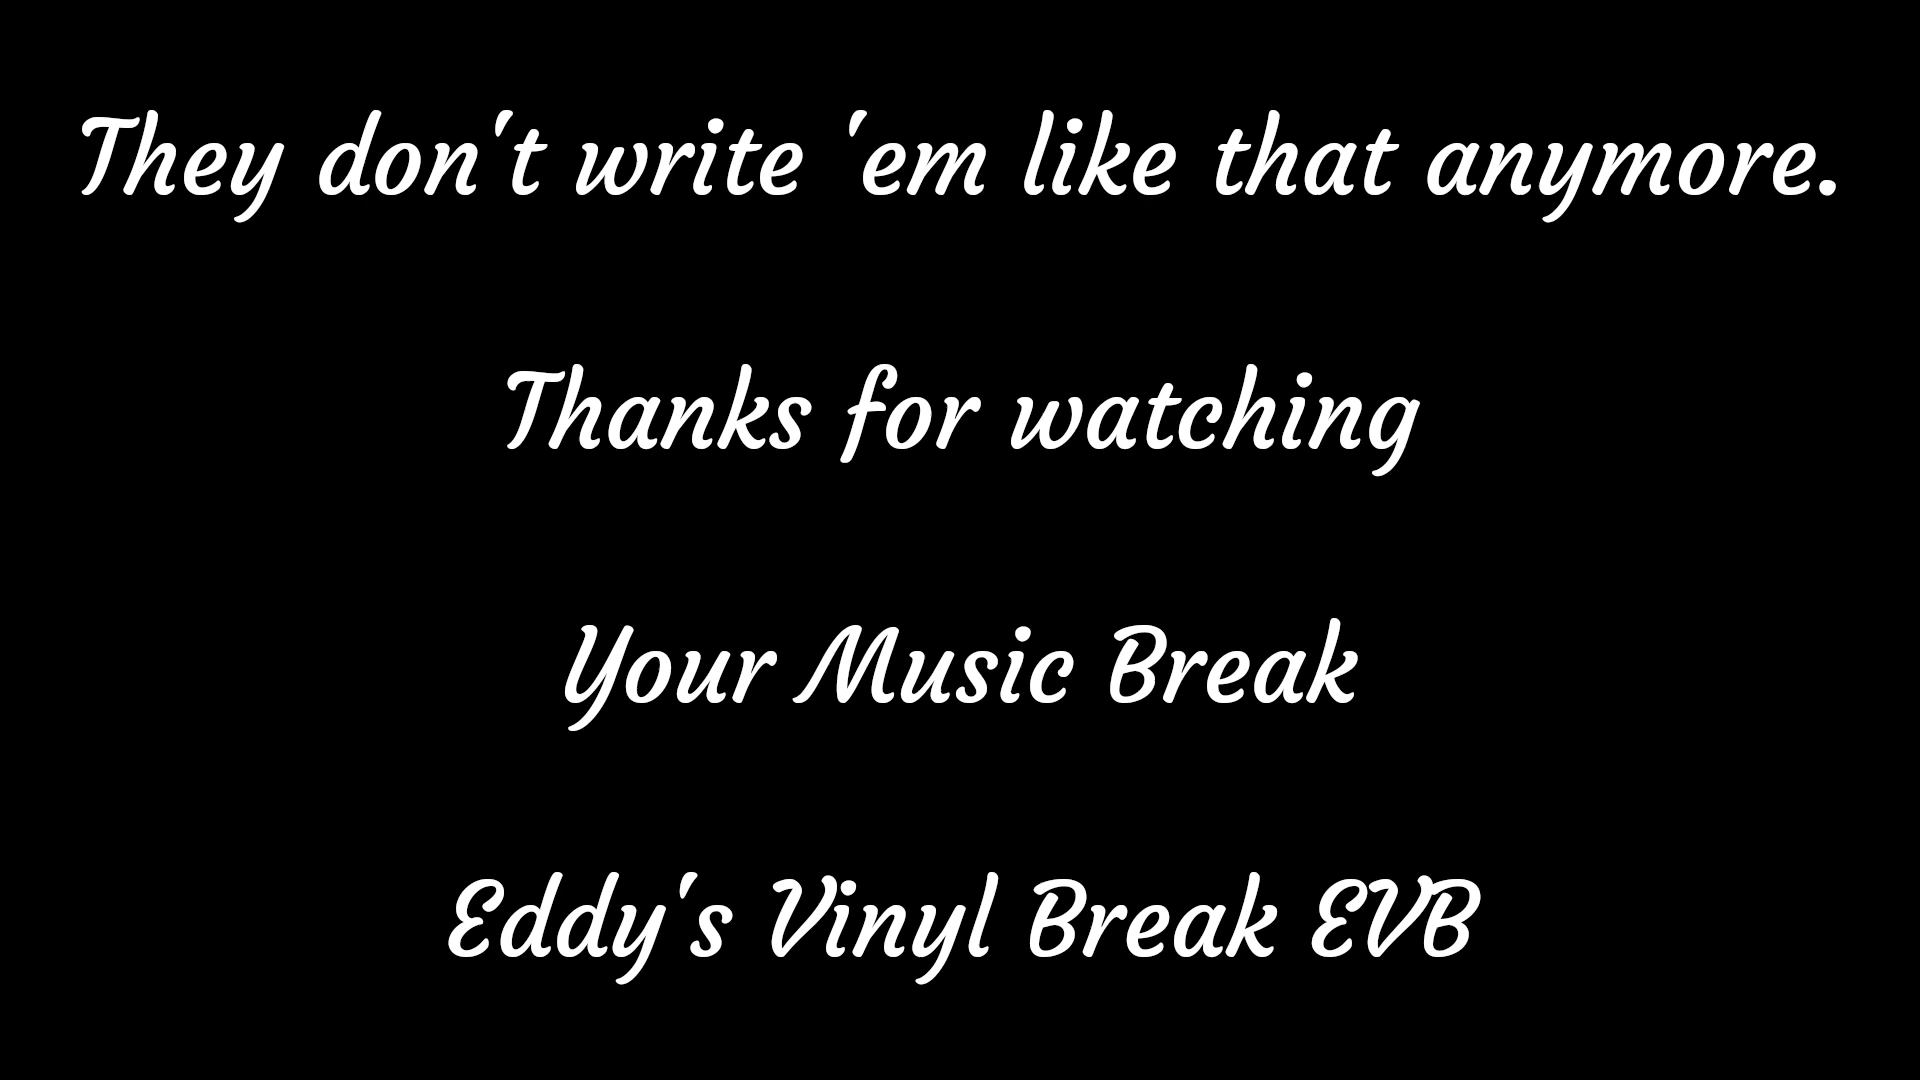 They don't write 'em like that anymore.
Thanks for watching
Your Music Break
Eddy's Vinyl Break EVB